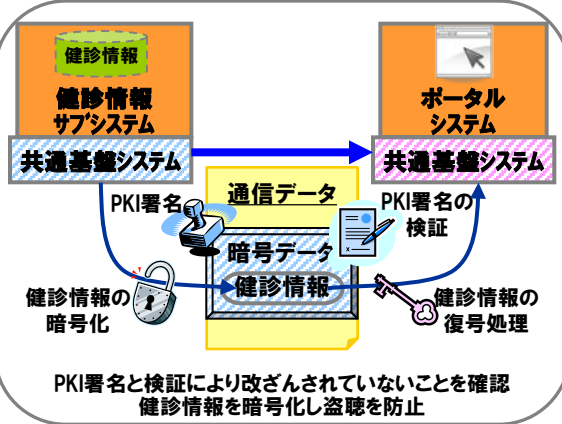 健診情報
健診情報
サブシステム
共通基盤システム
ポータル
システム
共通基盤システム
PKI署名
通信データ
PKI署名の
検証
暗号データ
健診情報
健診情報の
暗号化
健診情報の
復号処理
PKI署名と検証により改ざんされていないことを確認
健診情報を暗号化し盗聴を防止